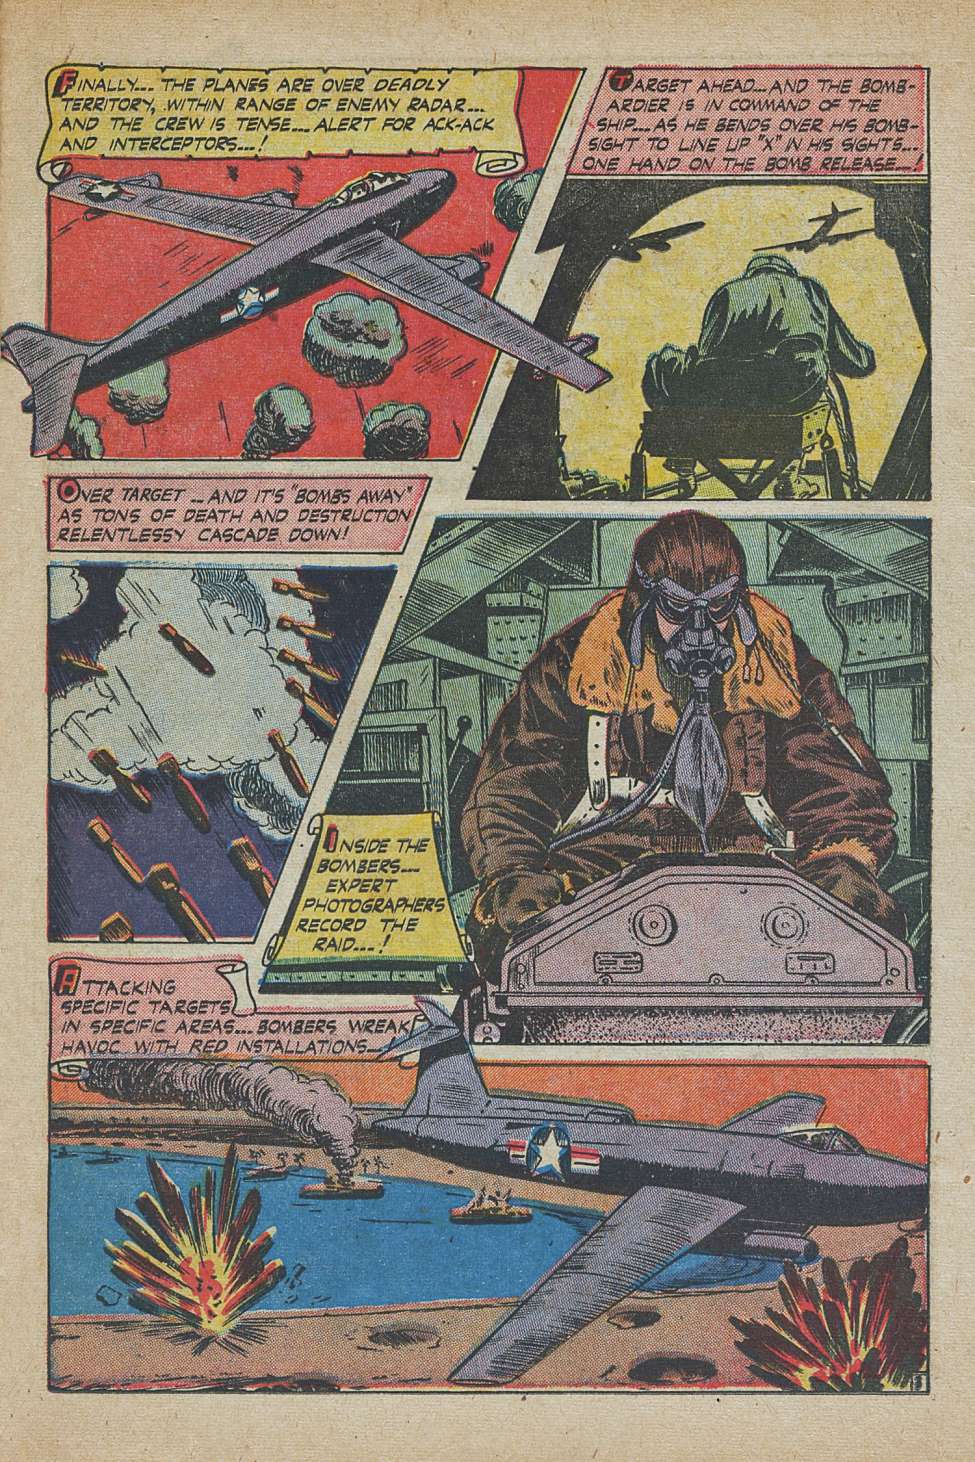 FINALLY... THE PLANES ARE OVER DEADLY
TERRITORY, WITHIN RANGE OF ENEMY RADAR...
AND THE CREW IS TENSE... ALERT FOR ACK-ACK
AND INTERCEPTORS...!
TARGET AHEAD... AND THE BOMB-
ARDIER IS IN COMMAND OF THE
SHIP... AS HE BENDS OVER HIS BOMB-
SIGHT TO LINE UP "X" IN HIS SIGHTS...
ONE HAND ON THE BOMB RELEASE...!
OVER TARGET... AND IT'S "BOMBS AWAY"
AS TONS OF DEATH AND DESTRUCTION
RELENTLESSY CASCADE DOWN!
INSIDE THE
BOMBERS...
EXPERT
PHOTOGRAPHERS
RECORD THE
RAID...!
ATTACKING
SPECIFIC TARGETS
IN SPECIFIC AREAS... BOMBERS WREAK
HAVOC WITH RED INSTALLATIONS...!